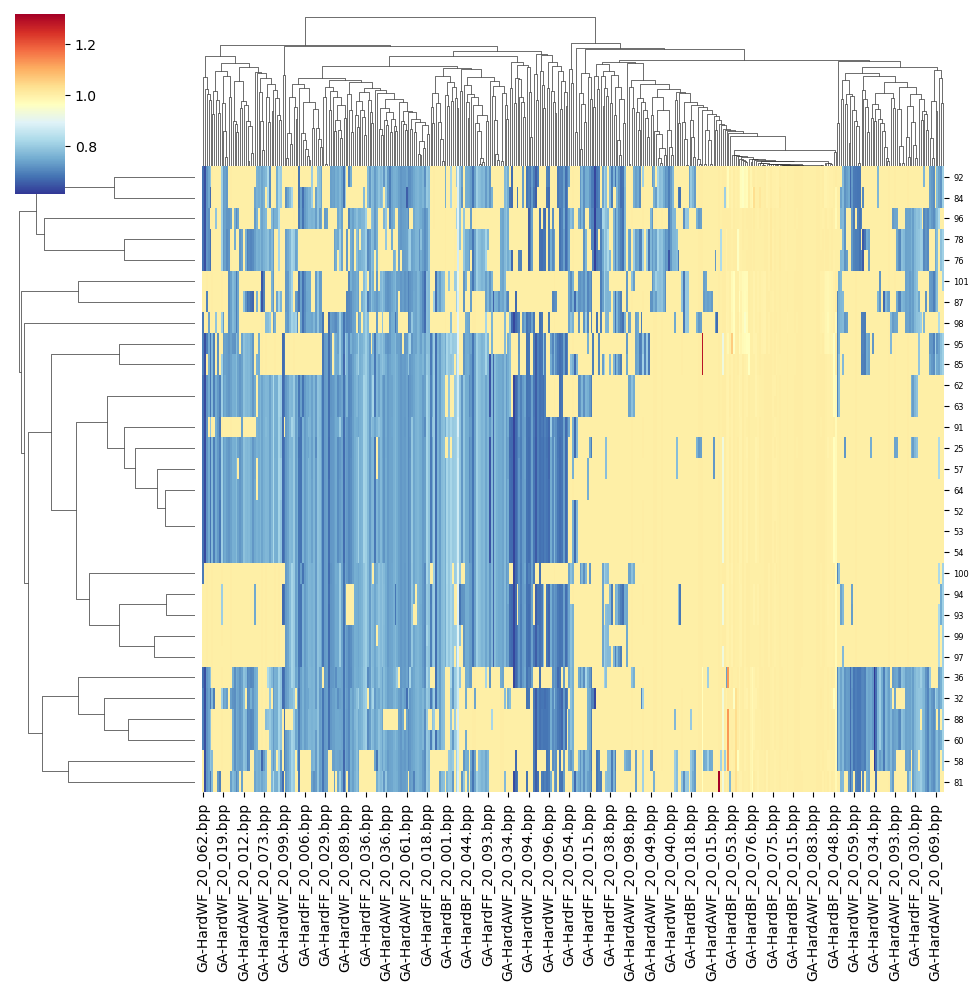 1.2
1.0
0.8
92
84
96
78
76
101
87
98
95
85
62
63
91
25
57
64
52
53
54
100
94
93
99
97
36
32
88
60
58
81
GA-HardWF_20_062.bpp
GA-HardWF_20_019.bpp
GA-HardAWF_20_012.bpp
GA-HardAWF_20_073.bpp
GA-HardWF_20_099.bpp
GA-HardFF_20_006.bpp
GA-HardFF_20_029.bpp
GA-HardWF_20_089.bpp
GA-HardFF_20_036.bpp
GA-HardAWF_20_036.bpp
GA-HardAWF_20_061.bpp
GA-HardFF_20_018.bpp
GA-HardBF_20_001.bpp
GA-HardBF_20_044.bpp
GA-HardFF_20_093.bpp
GA-HardAWF_20_034.bpp
GA-HardWF_20_094.bpp
GA-HardWF_20_096.bpp
GA-HardFF_20_054.bpp
GA-HardFF_20_015.bpp
GA-HardFF_20_038.bpp
GA-HardAWF_20_098.bpp
GA-HardWF_20_049.bpp
GA-HardWF_20_040.bpp
GA-HardBF_20_018.bpp
GA-HardAWF_20_015.bpp
GA-HardBF_20_053.bpp
GA-HardBF_20_076.bpp
GA-HardBF_20_075.bpp
GA-HardBF_20_015.bpp
GA-HardAWF_20_083.bpp
GA-HardBF_20_048.bpp
GA-HardWF_20_059.bpp
GA-HardAWF_20_034.bpp
GA-HardAWF_20_093.bpp
GA-HardFF_20_030.bpp
GA-HardAWF_20_069.bpp